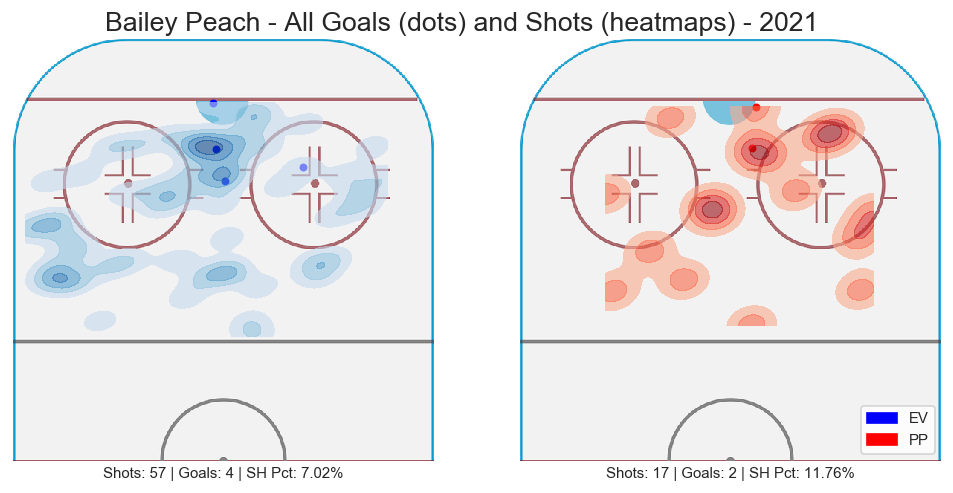 Bailey Peach - All Goals (dots) and Shots (heatmaps) - 2021
EV
PP
Shots: 57 | Goals: 4 | SH Pct: 7.02%
Shots: 17 | Goals: 2 | SH Pct: 11.76%